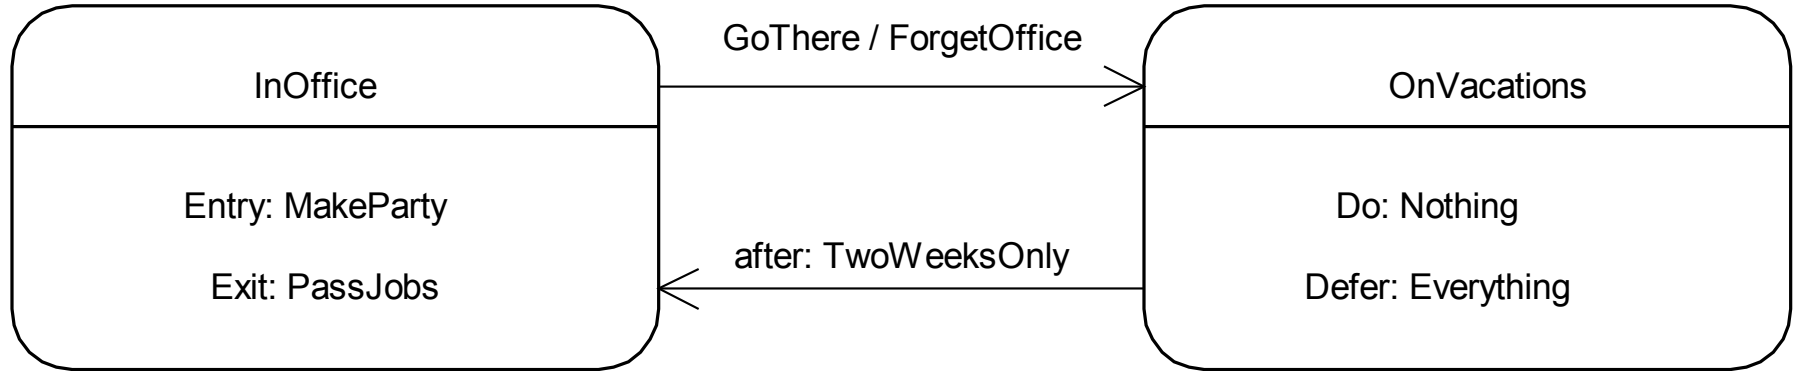 GoThere / ForgetOffice
InOffice
OnVacations
Entry: MakeParty
Do: Nothing
after: TwoWeeksOnly
Exit: PassJobs
Defer: Everything